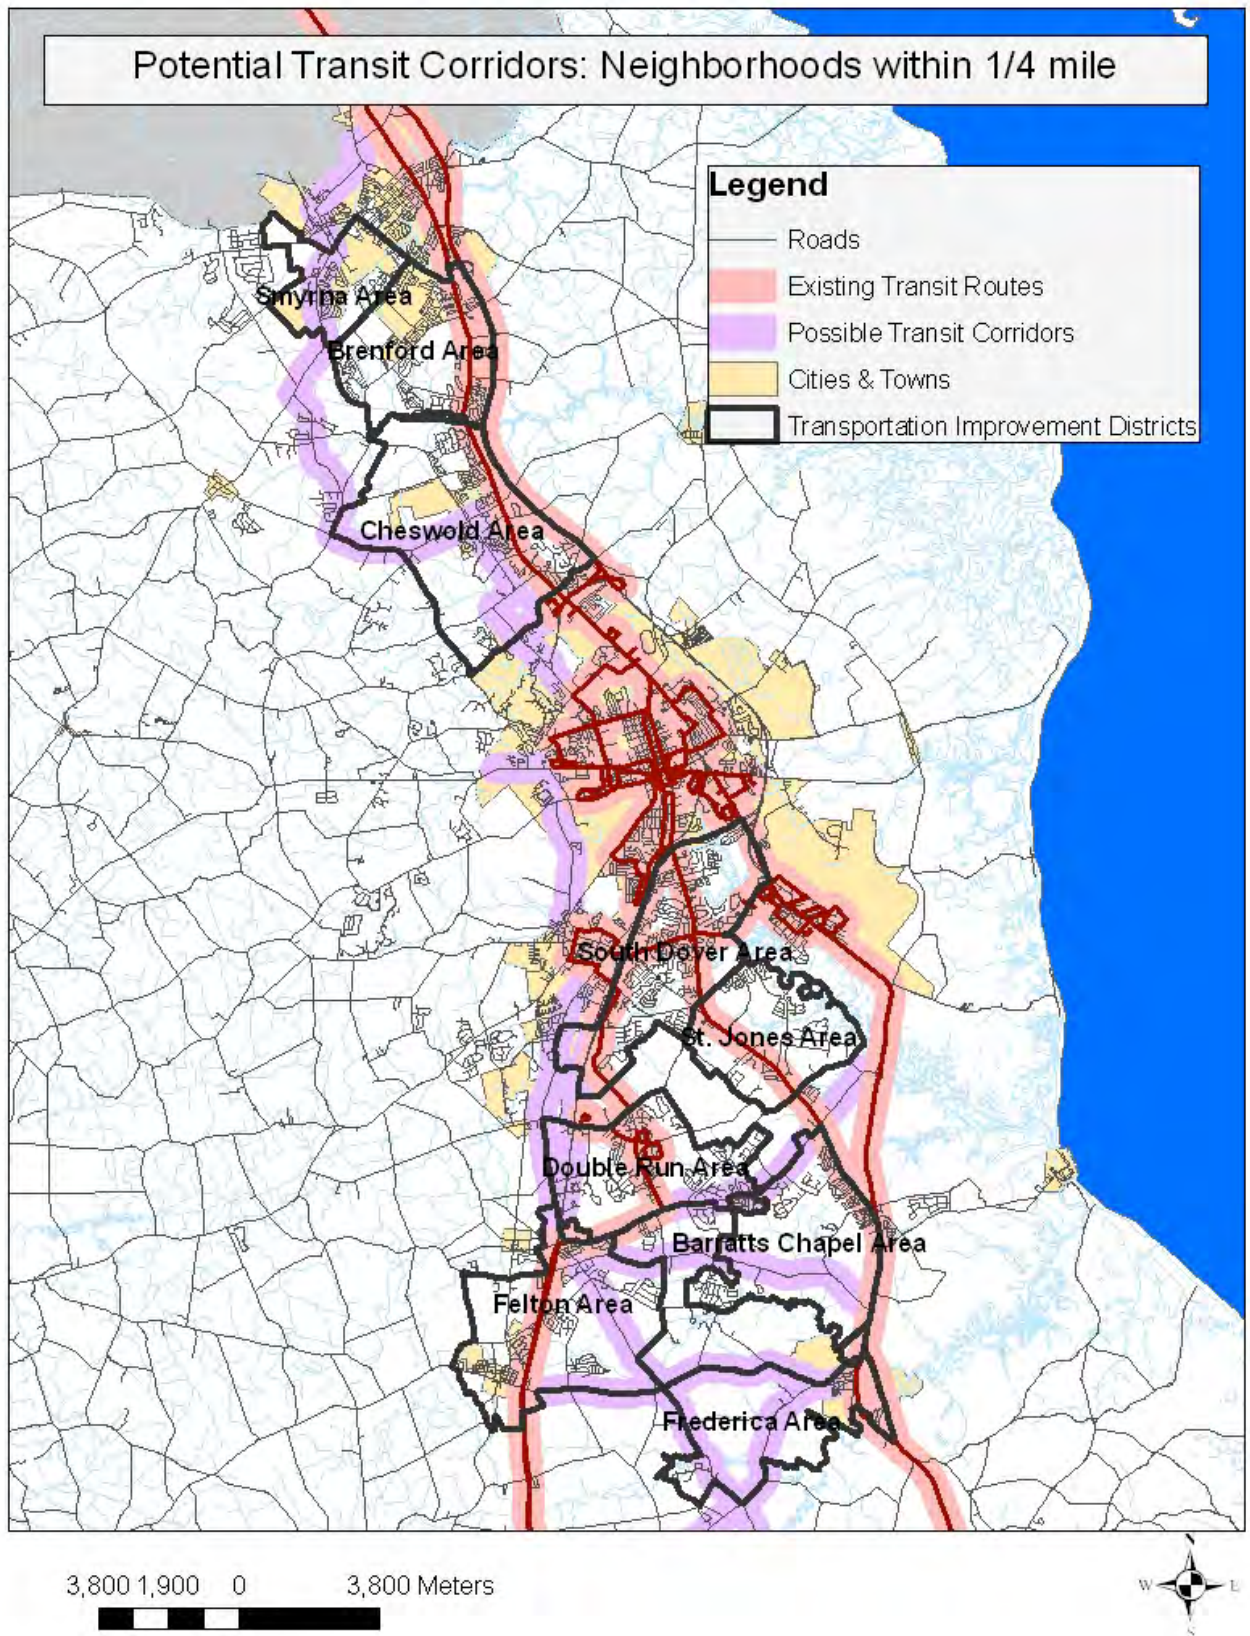 Potential Transit Corridors: Neighborhoods within 1/4 mile
Legend
Roads
Existing Transit Routes
Possible Transit Corridors
Cities & Towns
Transportation Improvement Districts
Smyrna Area
Brenford Area
Cheswold Area
South Dover Area
St. Jones Area
Double Run Area
Barratts Chapel Area
Felton Area
Frederica Area
3,800 1,900 0 3,800 Meters
N
W E
S